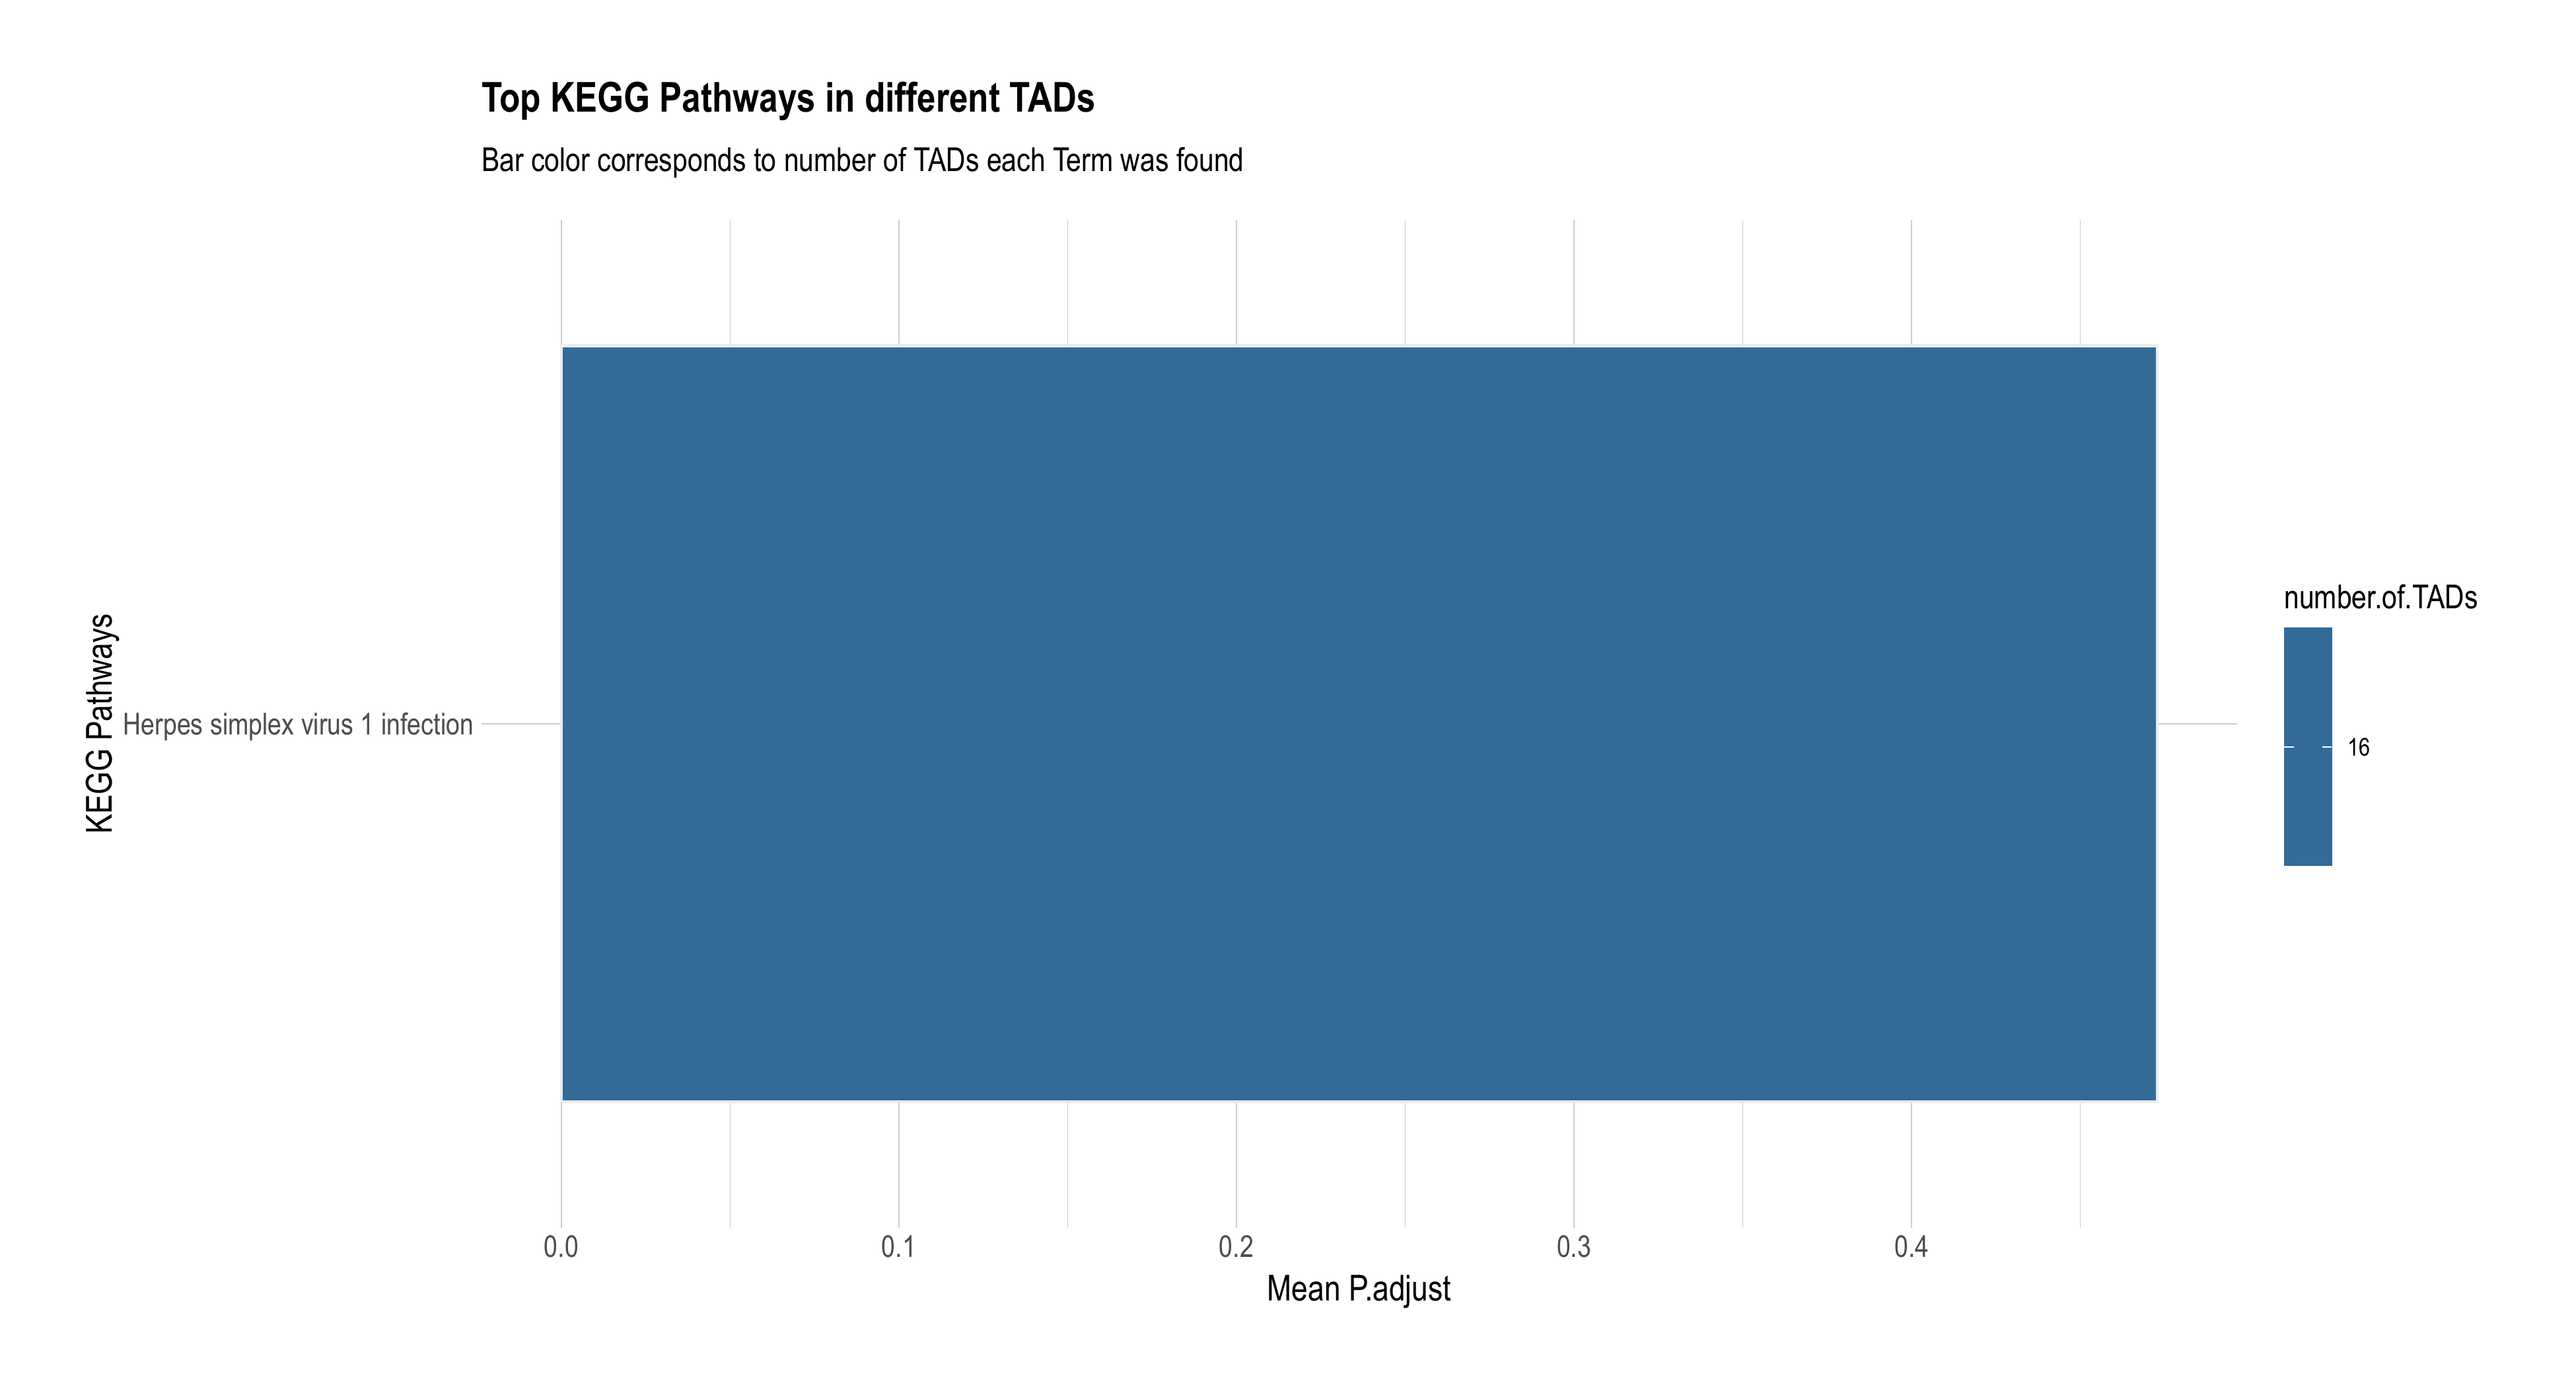 Top KEGG Pathways in different TADs
Bar color corresponds to number of TADs each Term was found
KEGG Pathways
Herpes simplex virus 1 infection
0.0
0.1
0.2
0.3
0.4
Mean P.adjust
number.of.TADs
16